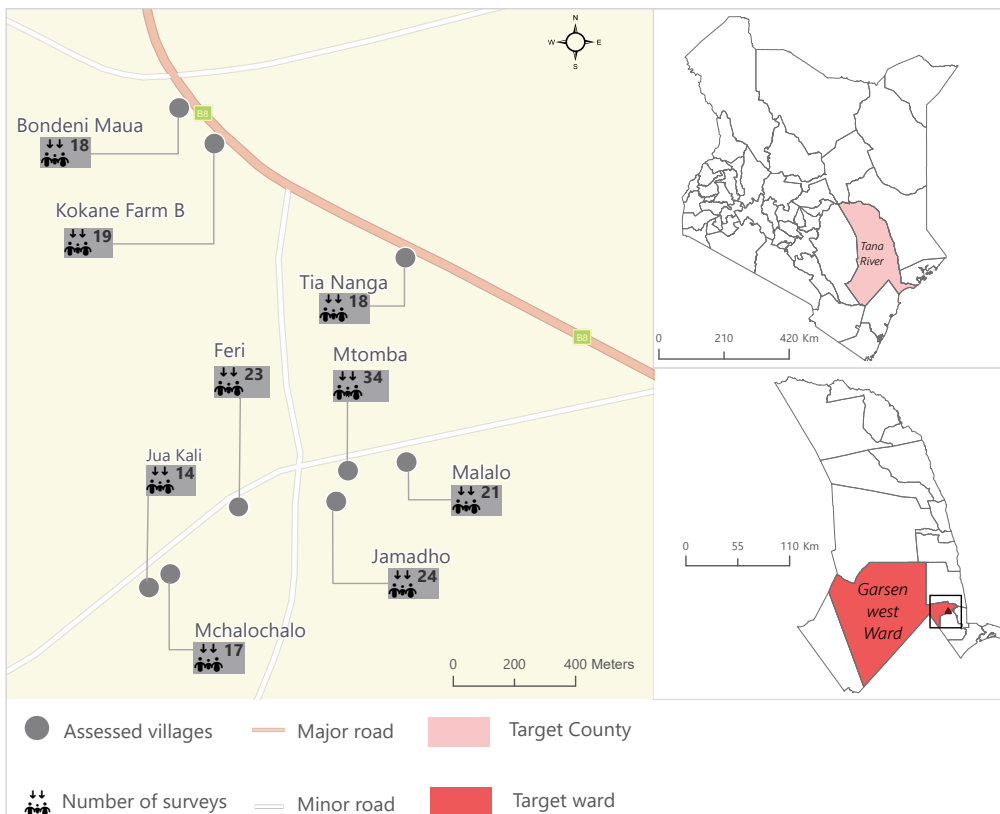 N
W
E
S
B8
Bondeni Maua
18
Kokane Farm B
19
Tia Nanga
18
B8
Feri
23
Mtomba
34
Jua Kali
14
Malalo
21
Jamadho
24
Mchalochalo
17
0 200 400 Meters
Tana
River
0 210 420 Km
0 55 110 Km
Garsen
west
Ward
Assessed villages
Major road
Target County
Number of surveys
Minor road
Target ward